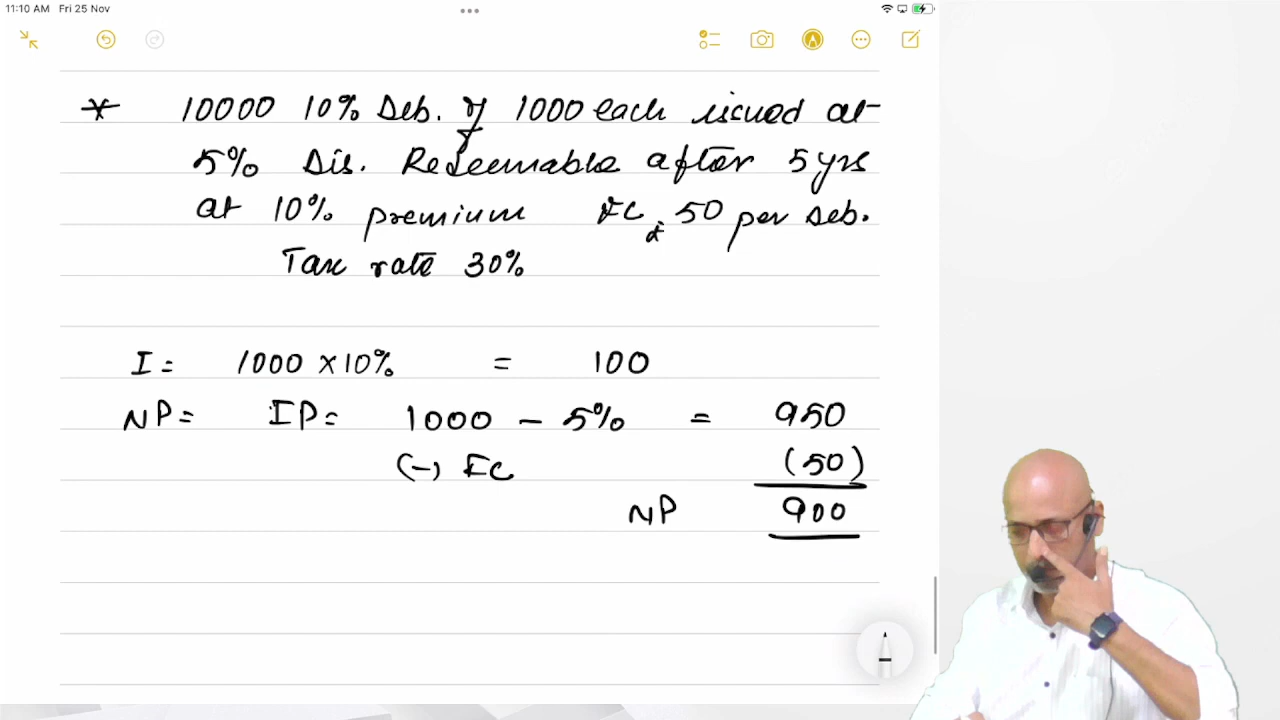 11:10 AM Fri 25 Nov
* 10000 10% Deb. of 1000 each issued at
5% Dis. Redeemable after 5 yrs
at 10% premium FC 50 per deb.
Tax rate 30%
I = 1000 × 10% = 100
NP = IP = 1000 - 5% = 950
(-) FC (50)
NP 900